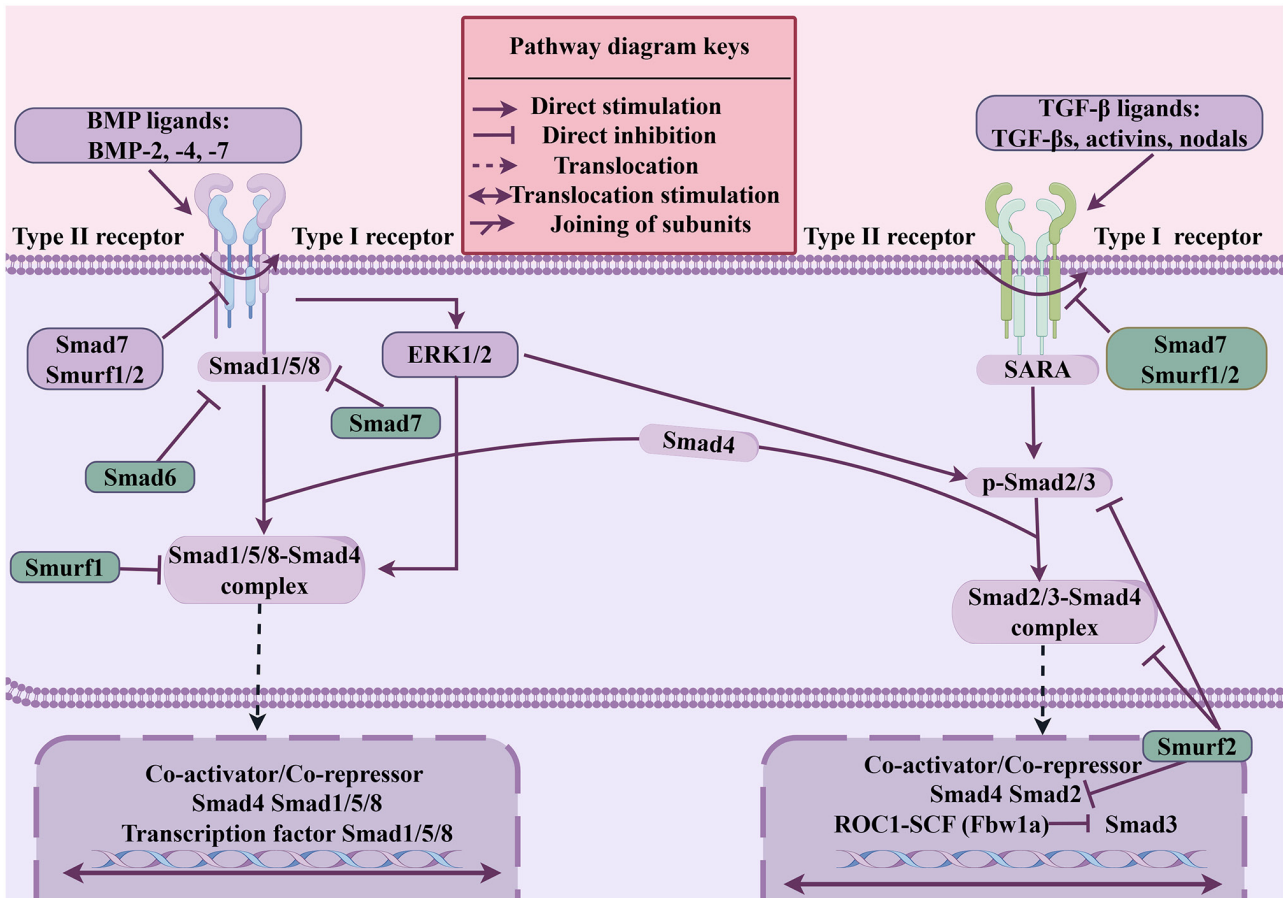 Pathway diagram keys
Direct stimulation
Direct inhibition
Translocation
Translocation stimulation
Joining of subunits
BMP ligands:
BMP-2, -4, -7
TGF-β ligands:
TGF-βs, activins, nodals
Type II receptor
Type I receptor
Type II receptor
Type I receptor
Smad7
Smurf1/2
Smad1/5/8
ERK1/2
Smad7
Smurf1/2
SARA
Smad7
Smad6
Smad4
p-Smad2/3
Smurf1
Smad1/5/8-Smad4
complex
Smad2/3-Smad4
complex
Smurf2
Co-activator/Co-repressor
Smad4 Smad1/5/8
Transcription factor Smad1/5/8
Co-activator/Co-repressor
Smad4 Smad2
ROC1-SCF (Fbw1a)
Smad3